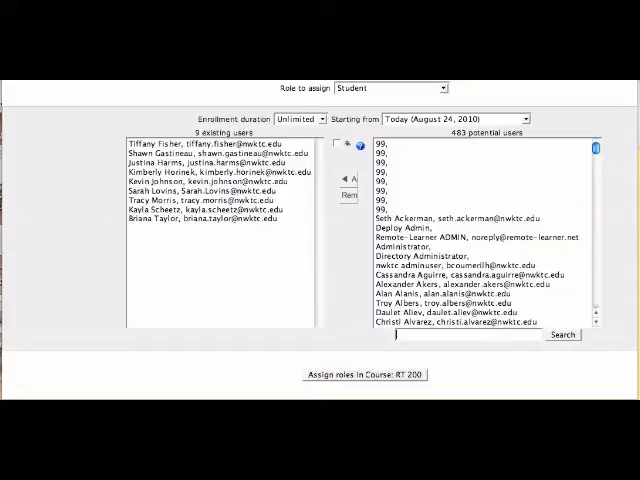 Role to assign Student
Enrollment duration Unlimited Starting from Today (August 24, 2010)
9 existing users
483 potential users
Tiffany Fisher, tiffany.fisher@nwktc.edu
Shawn Gastineau, shawn.gastineau@nwktc.edu
Justina Harms, justina.harms@nwktc.edu
Kimberly Horinek, kimberly.horinek@nwktc.edu
Kevin Johnson, kevin.johnson@nwktc.edu
Sarah Lovins, Sarah.Lovins@nwktc.edu
Tracy Morris, tracy.morris@nwktc.edu
Kayla Scheetz, kayla.scheetz@nwktc.edu
Briana Taylor, briana.taylor@nwktc.edu
A
Rem
99,
99,
99,
99,
99,
99,
99,
99,
Seth Ackerman, seth.ackerman@nwktc.edu
Deploy Admin,
Remote-Learner ADMIN, noreply@remote-learner.net
Administrator,
Directory Administrator,
nwktc adminuser, bcoumerilh@nwktc.edu
Cassandra Aguirre, cassandra.aguirre@nwktc.edu
Alexander Akers, alexander.akers@nwktc.edu
Alan Alanis, alan.alanis@nwktc.edu
Troy Albers, troy.albers@nwktc.edu
Daulet Aliev, daulet.aliev@nwktc.edu
Christi Alvarez, christi.alvarez@nwktc.edu
Search
Assign roles in Course: RT 200